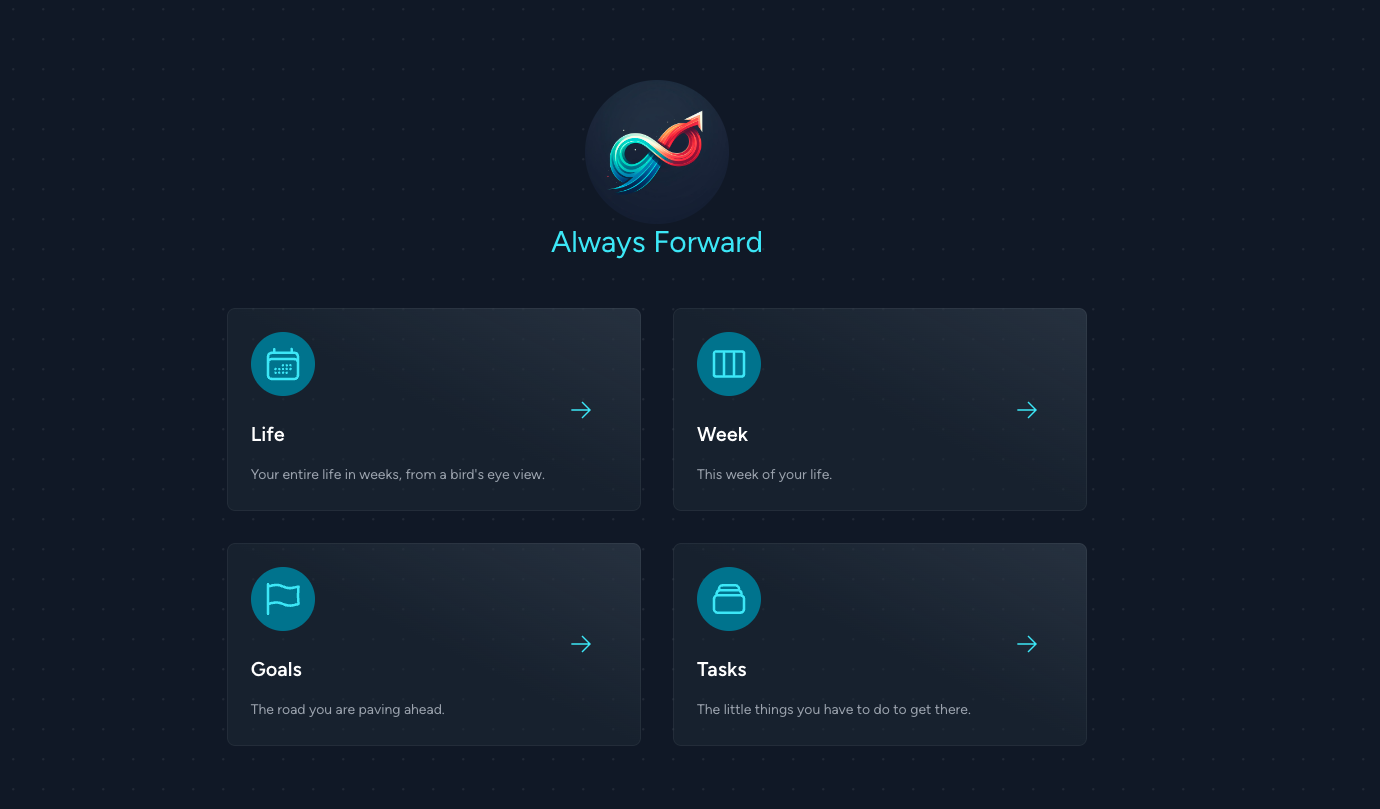 Always Forward
Life
Your entire life in weeks, from a bird's eye view.
Week
This week of your life.
Goals
The road you are paving ahead.
Tasks
The little things you have to do to get there.